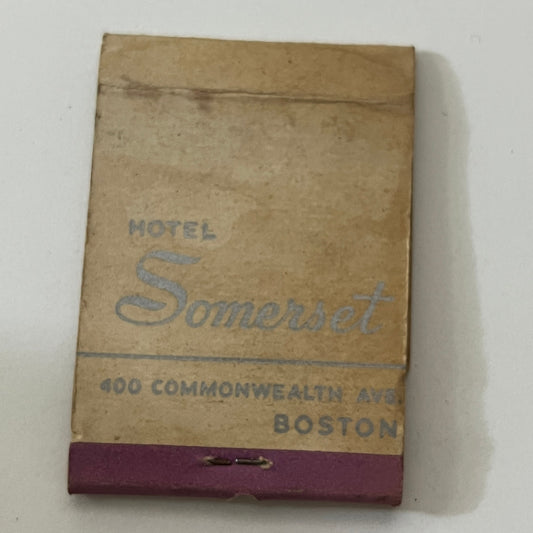 HOTEL
Somerset
400 COMMONWEALTH AVE.
BOSTON